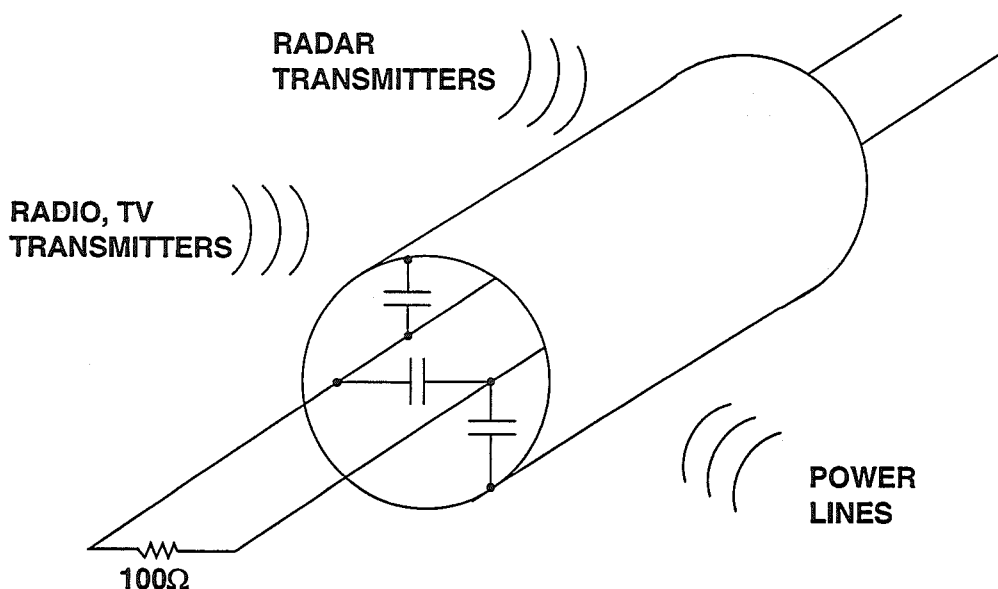 RADAR
TRANSMITTERS
RADIO, TV
TRANSMITTERS
POWER
LINES
100Ω